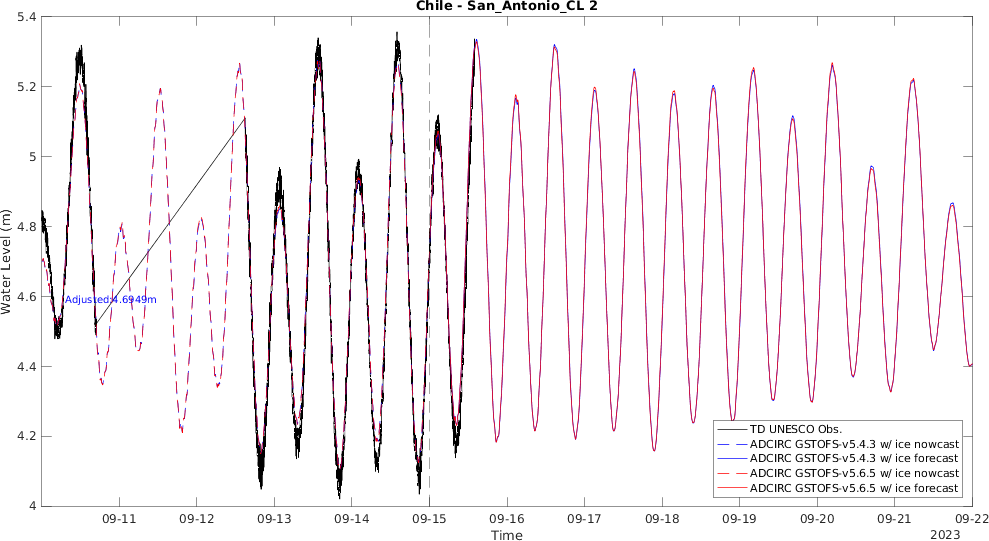 Chile - San_Antonio_CL 2
5.4
5.2
5
4.8
4.6
4.4
4.2
4
Water Level (m)
Adjusted:4.6949m
TD UNESCO Obs.
ADCIRC GSTOFS-v5.4.3 w/ ice nowcast
ADCIRC GSTOFS-v5.4.3 w/ ice forecast
ADCIRC GSTOFS-v5.6.5 w/ ice nowcast
ADCIRC GSTOFS-v5.6.5 w/ ice forecast
09-11 09-12 09-13 09-14 09-15 09-16 09-17 09-18 09-19 09-20 09-21 09-22
Time
2023